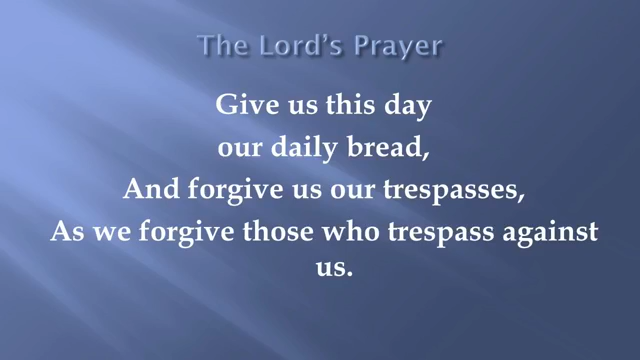 The Lord's Prayer
Give us this day
our daily bread,
And forgive us our trespasses,
As we forgive those who trespass against
us.